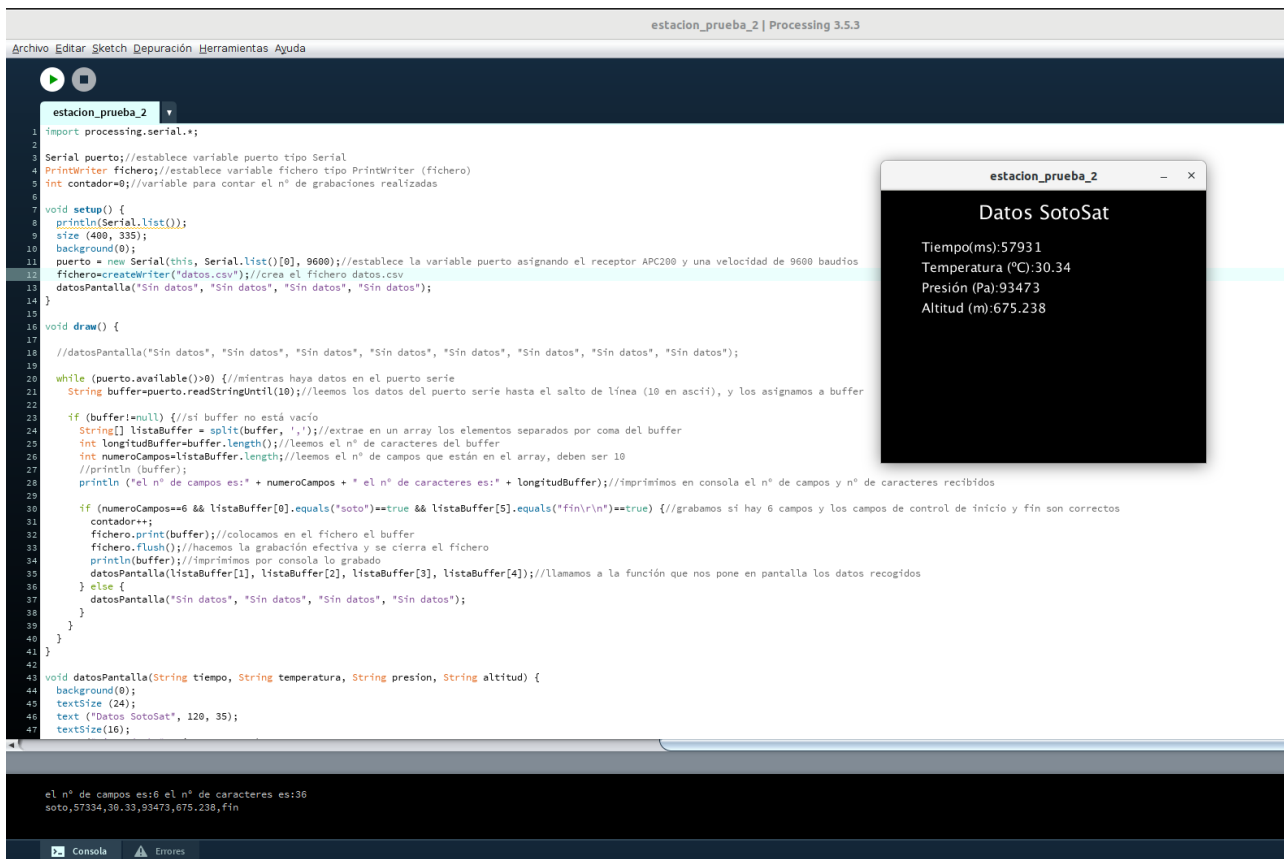 estacion_prueba_2 | Processing 3.5.3
Archivo Editar Sketch Depuración Herramientas Ayuda
estacion_prueba_2 ▼
1 import processing.serial.*;
2
3 Serial puerto;//establece variable puerto tipo Serial
4 PrintWriter fichero;//establece variable fichero tipo PrintWriter (fichero)
5 int contador=0;//variable para contar el nº de grabaciones realizadas
6
7 void setup() {
8 println(Serial.list());
9 size (400, 335);
10 background(0);
11 puerto = new Serial(this, Serial.list()[0], 9600);//establece la variable puerto asignando el receptor APC200 y una velocidad de 9600 baudios
12 fichero=createWriter("datos.csv");//crea el fichero datos.csv
13 datosPantalla("Sin datos", "Sin datos", "Sin datos", "Sin datos");
14 }
15
16 void draw() {
17
18 //datosPantalla("Sin datos", "Sin datos", "Sin datos", "Sin datos", "Sin datos", "Sin datos", "Sin datos", "Sin datos");
19
20 while (puerto.available()>0) {//mientras haya datos en el puerto serie
21 String buffer=puerto.readStringUntil(10);//leemos los datos del puerto serie hasta el salto de línea (10 en ascii), y los asignamos a buffer
22
23 if (buffer!=null) {//si buffer no está vacío
24 String[] listaBuffer = split(buffer, ',');//extrae en un array los elementos separados por coma del buffer
25 int longitudBuffer=buffer.length();//leemos el nº de caracteres del buffer
26 int numeroCampos=listaBuffer.length;//leemos el nº de campos que están en el array, deben ser 10
27 //println (buffer);
28 println ("el nº de campos es:" + numeroCampos + " el nº de caracteres es:" + longitudBuffer);//imprimimos en consola el nº de campos y nº de caracteres recibidos
29
30 if (numeroCampos==6 && listaBuffer[0].equals("soto")==true && listaBuffer[5].equals("fin\r\n")==true) {//grabamos si hay 6 campos y los campos de control de inicio y fin son correctos
31 contador++;
32 fichero.print(buffer);//colocamos en el fichero el buffer
33 fichero.flush();//hacemos la grabación efectiva y se cierra el fichero
34 println(buffer);//imprimimos por consola lo grabado
35 datosPantalla(listaBuffer[1], listaBuffer[2], listaBuffer[3], listaBuffer[4]);//llamamos a la función que nos pone en pantalla los datos recogidos
36 } else {
37 datosPantalla("Sin datos", "Sin datos", "Sin datos", "Sin datos");
38 }
39 }
40 }
41 }
42
43 void datosPantalla(String tiempo, String temperatura, String presion, String altitud) {
44 background(0);
45 textSize (24);
46 text ("Datos SotoSat", 120, 35);
47 textSize(16);
estacion_prueba_2 – ×
Datos SotoSat
Tiempo(ms):57931
Temperatura (ºC):30.34
Presión (Pa):93473
Altitud (m):675.238
el nº de campos es:6 el nº de caracteres es:36
soto,57334,30.33,93473,675.238,fin
Consola Errores